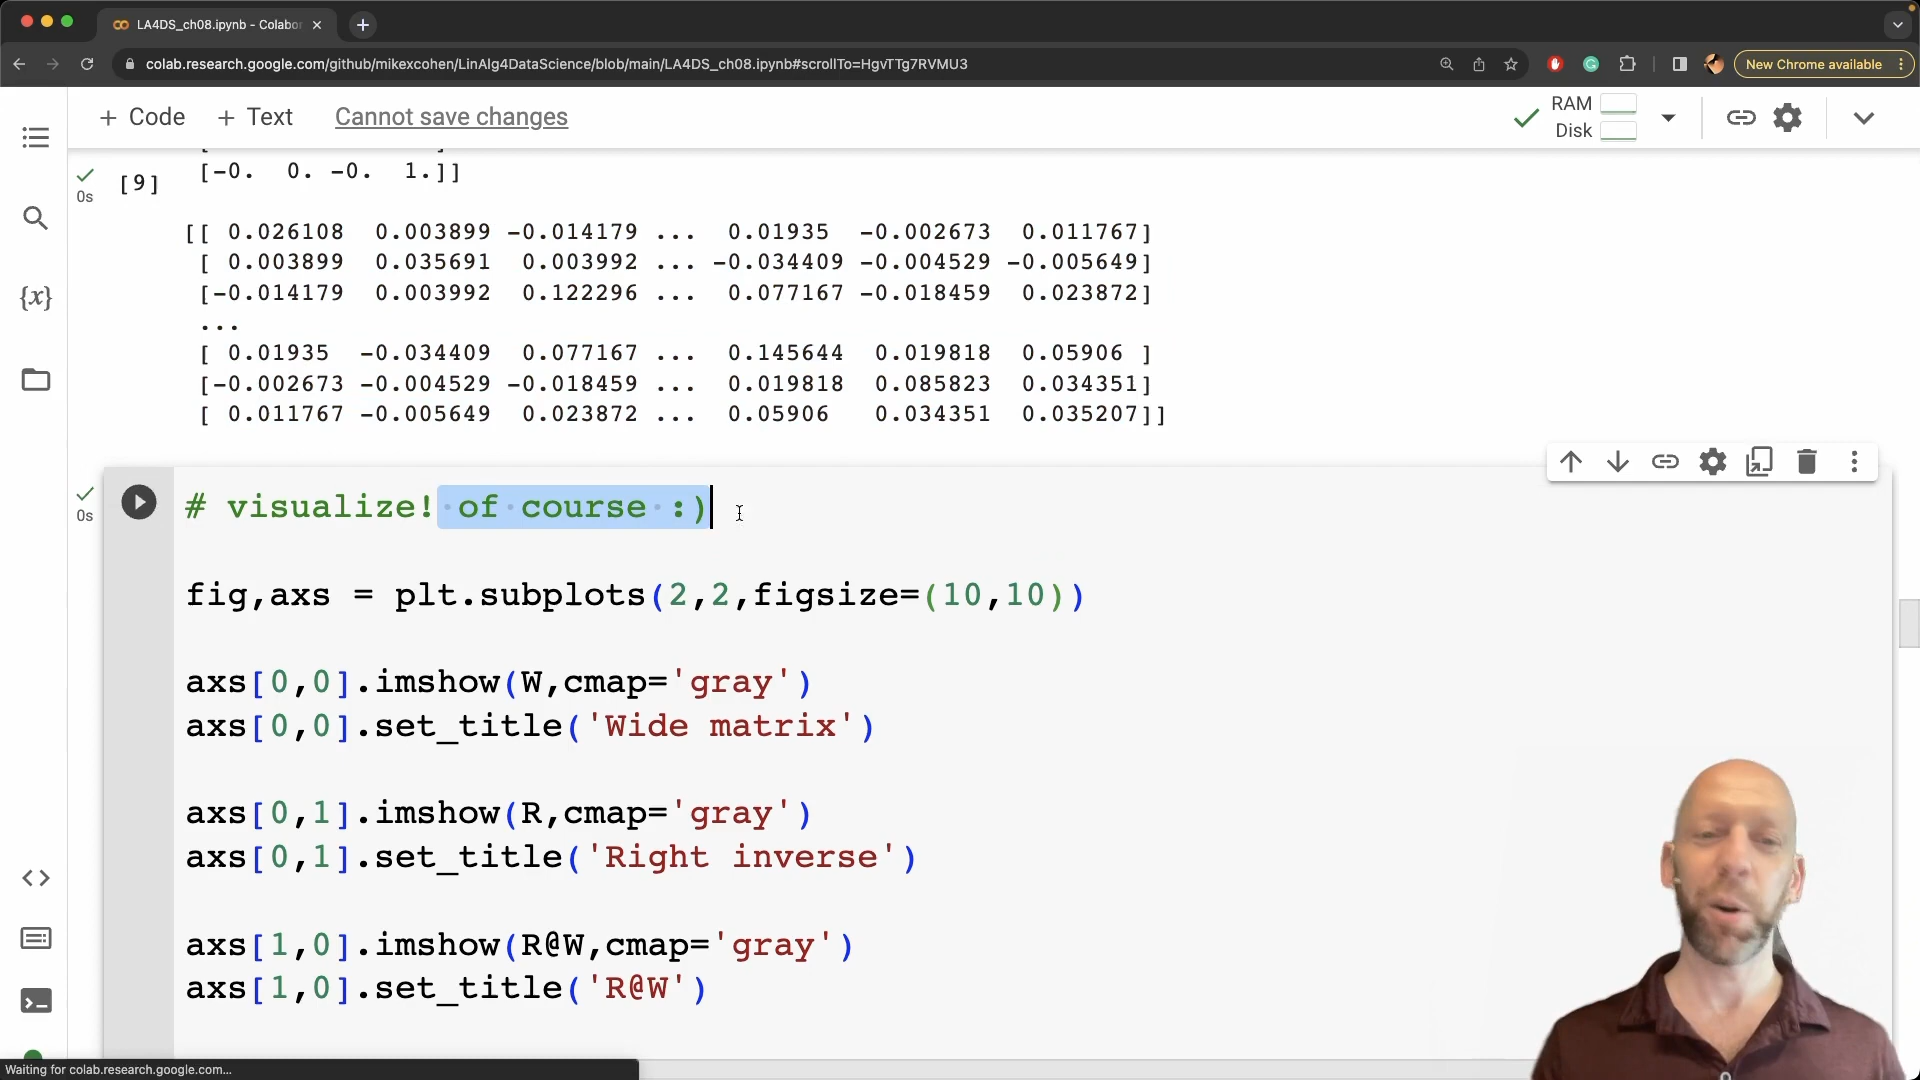 LA4DS_ch08.ipynb - Colabor
colab.research.google.com/github/mikexcohen/LinAlg4DataScience/blob/main/LA4DS_ch08.ipynb#scrollTo=HgvTTg7RVMU3
New Chrome available
+ Code + Text Cannot save changes
RAM
Disk
0s
[9]
[-0. 0. -0. 1.]]
[[ 0.026108 0.003899 -0.014179 ... 0.01935 -0.002673 0.011767]
[ 0.003899 0.035691 0.003992 ... -0.034409 -0.004529 -0.005649]
[-0.014179 0.003992 0.122296 ... 0.077167 -0.018459 0.023872]
...
[ 0.01935 -0.034409 0.077167 ... 0.145644 0.019818 0.05906 ]
[-0.002673 -0.004529 -0.018459 ... 0.019818 0.085823 0.034351]
[ 0.011767 -0.005649 0.023872 ... 0.05906 0.034351 0.035207]]
0s
# visualize! of course :)
fig,axs = plt.subplots(2,2,figsize=(10,10))
axs[0,0].imshow(W,cmap='gray')
axs[0,0].set_title('Wide matrix')
axs[0,1].imshow(R,cmap='gray')
axs[0,1].set_title('Right inverse')
axs[1,0].imshow(R@W,cmap='gray')
axs[1,0].set_title('R@W')
{x}
Waiting for colab.research.google.com...